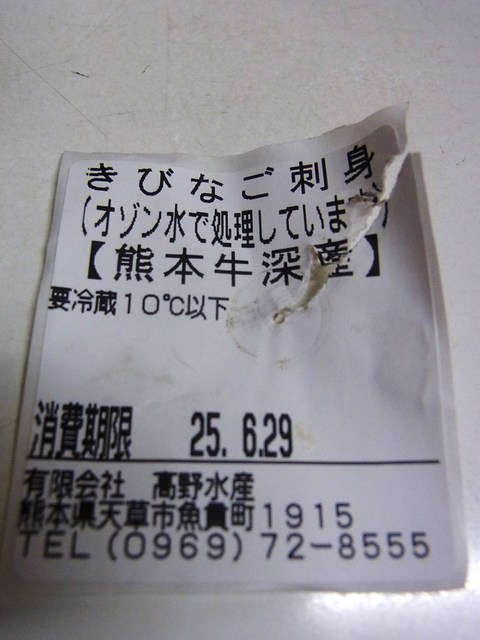 きびなご刺身
(オゾン水で処理しています)
【熊本牛深産】
要冷蔵10℃以下
消費期限 25. 6.29
有限会社 高野水産
熊本県天草市魚貫町1915
TEL(0969)72-8555